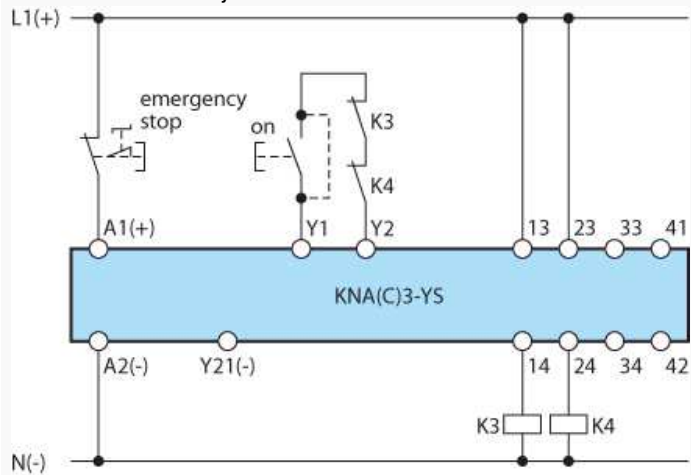 L1(+)
emergency
stop
on
K3
K4
A1(+)
Y1
Y2
13
23
33
41
KNA(C)3-YS
A2(-)
Y21(-)
14
24
34
42
K3
K4
N(-)